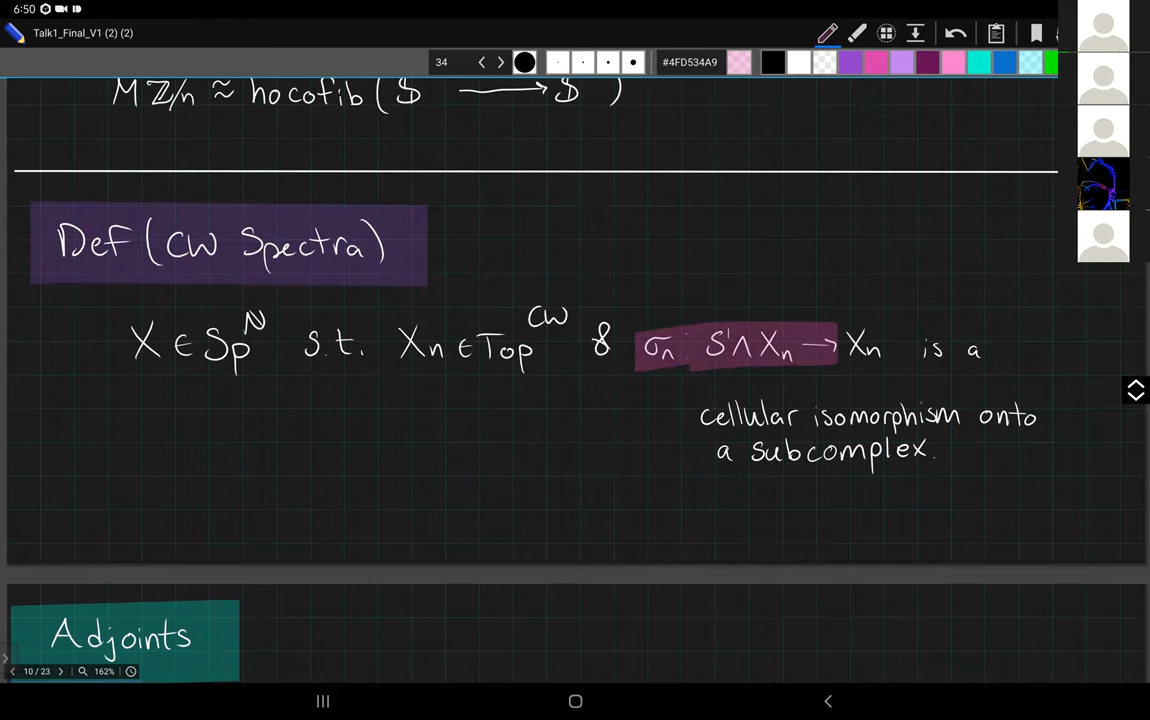 6:50
Talk1_Final_V1 (2) (2)
34
#4FD534A9
M ℤ/n ≈ hocofib($ ⟶ $)
Def (CW Spectra)
X ∈ Sp^ℕ s.t. Xn ∈ Top^CW & σn: S¹∧Xn → Xn is a
cellular isomorphism onto
a subcomplex.
Adjoints
10 / 23
162%